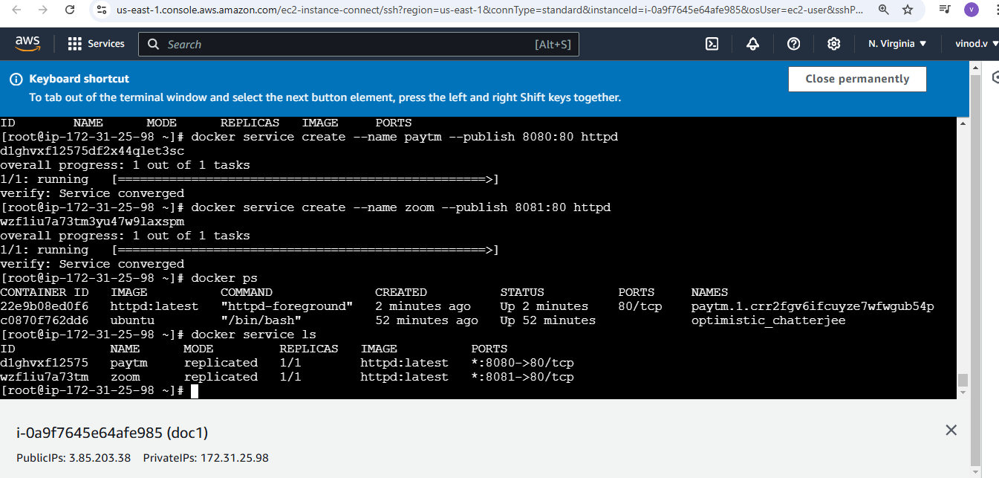 us-east-1.console.aws.amazon.com/ec2-instance-connect/ssh?region=us-east-1&connType=standard&instanceId=i-0a9f7645e64afe985&osUser=ec2-user&sshP...
V
aws Services Search [Alt+S] N. Virginia vinod.v
Keyboard shortcut
To tab out of the terminal window and select the next button element, press the left and right Shift keys together.
Close permanently
ID NAME MODE REPLICAS IMAGE PORTS
[root@ip-172-31-25-98 ~]# docker service create --name paytm --publish 8080:80 httpd
d1ghvxf12575df2x44qlet3sc
overall progress: 1 out of 1 tasks
1/1: running [==================================================>]
verify: Service converged
[root@ip-172-31-25-98 ~]# docker service create --name zoom --publish 8081:80 httpd
wzf1iu7a73tm3yu47w9laxspm
overall progress: 1 out of 1 tasks
1/1: running [==================================================>]
verify: Service converged
[root@ip-172-31-25-98 ~]# docker ps
CONTAINER ID IMAGE COMMAND CREATED STATUS PORTS NAMES
22e9b08ed0f6 httpd:latest "httpd-foreground" 2 minutes ago Up 2 minutes 80/tcp paytm.1.crr2fgv6ifcuyze7wfwgub54p
c0870f762dd6 ubuntu "/bin/bash" 52 minutes ago Up 52 minutes optimistic_chatterjee
[root@ip-172-31-25-98 ~]# docker service ls
ID NAME MODE REPLICAS IMAGE PORTS
d1ghvxf12575 paytm replicated 1/1 httpd:latest *:8080->80/tcp
wzf1iu7a73tm zoom replicated 1/1 httpd:latest *:8081->80/tcp
[root@ip-172-31-25-98 ~]#
i-0a9f7645e64afe985 (doc1)
PublicIPs: 3.85.203.38 PrivateIPs: 172.31.25.98